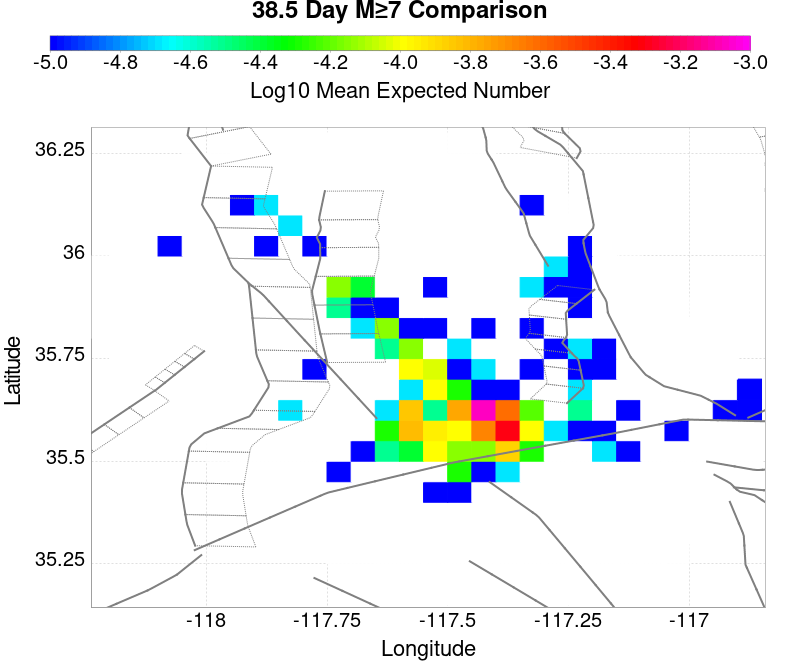 38.5 Day M≥7 Comparison
-5.0 -4.8 -4.6 -4.4 -4.2 -4.0 -3.8 -3.6 -3.4 -3.2 -3.0
Log10 Mean Expected Number
36.25
36
35.75
35.5
35.25
Latitude
-118 -117.75 -117.5 -117.25 -117
Longitude